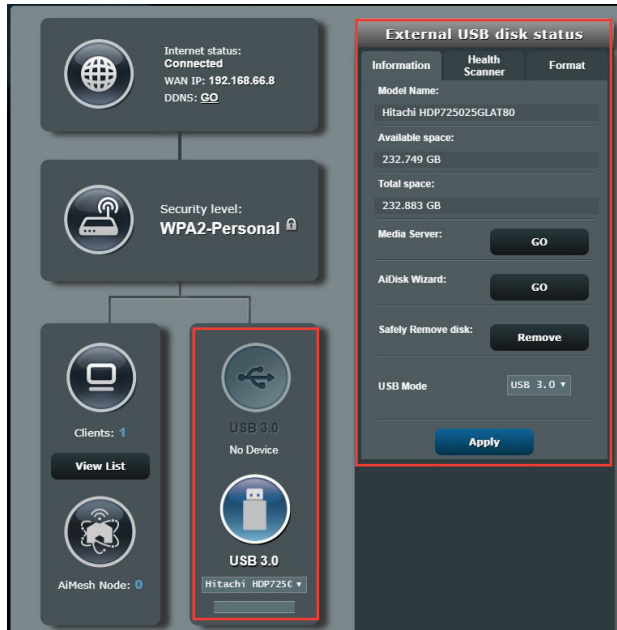 Internet status:
Connected
WAN IP: 192.168.66.8
DDNS: GO
Security level:
WPA2-Personal
Clients: 1
View List
AiMesh Node: 0
USB 3.0
No Device
USB 3.0
Hitachi HDP725C
External USB disk status
Information
Health
Scanner
Format
Model Name:
Hitachi HDP725025GLAT80
Available space:
232.749 GB
Total space:
232.883 GB
Media Server:
GO
AiDisk Wizard:
GO
Safely Remove disk:
Remove
USB Mode
USB 3.0
Apply